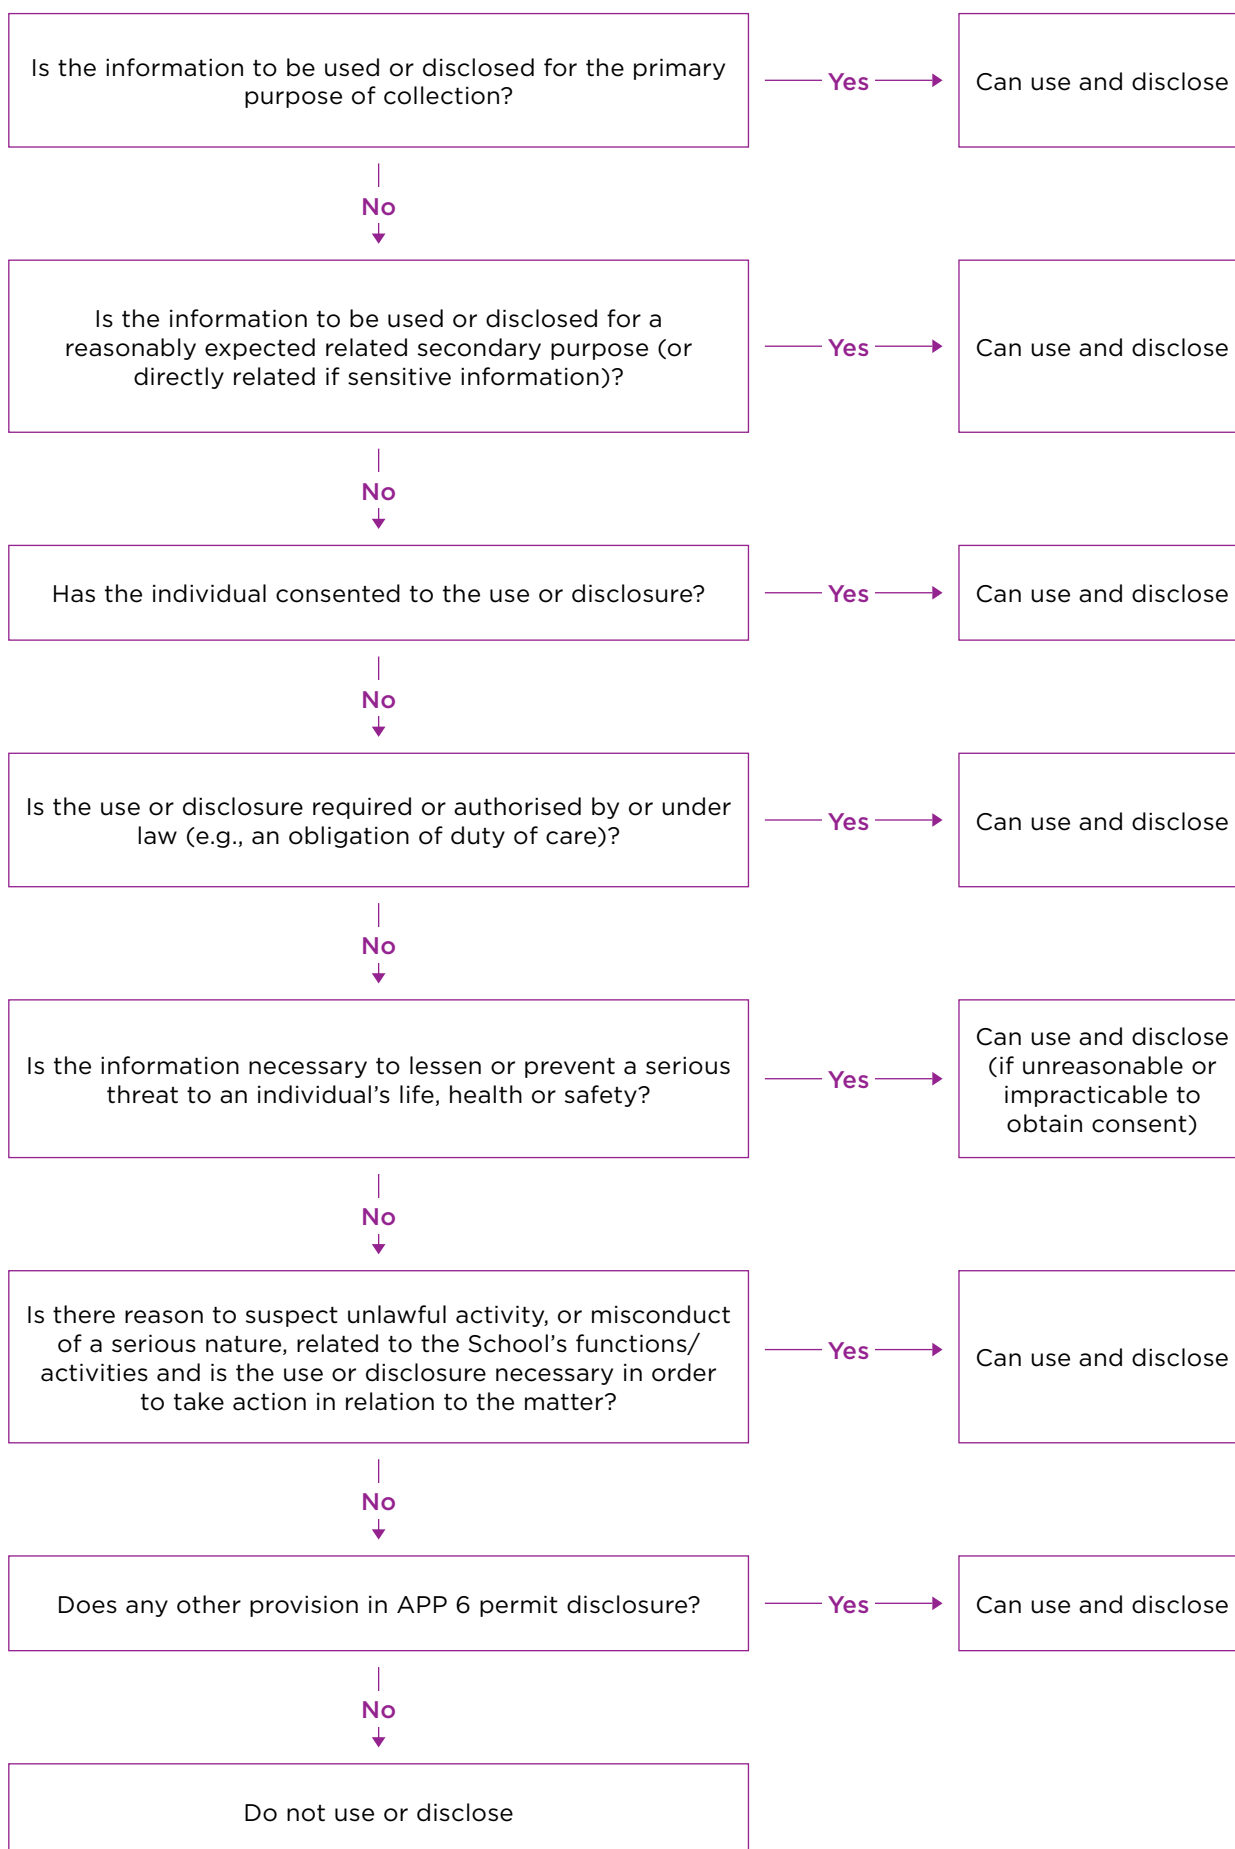 Is the information to be used or disclosed for the primary
purpose of collection?
Yes
Can use and disclose
No
Is the information to be used or disclosed for a
reasonably expected related secondary purpose (or
directly related if sensitive information)?
Yes
Can use and disclose
No
Has the individual consented to the use or disclosure?
Yes
Can use and disclose
No
Is the use or disclosure required or authorised by or under
law (e.g., an obligation of duty of care)?
Yes
Can use and disclose
No
Is the information necessary to lessen or prevent a serious
threat to an individual’s life, health or safety?
Yes
Can use and disclose
(if unreasonable or
impracticable to
obtain consent)
No
Is there reason to suspect unlawful activity, or misconduct
of a serious nature, related to the School’s functions/
activities and is the use or disclosure necessary in order
to take action in relation to the matter?
Yes
Can use and disclose
No
Does any other provision in APP 6 permit disclosure?
Yes
Can use and disclose
No
Do not use or disclose